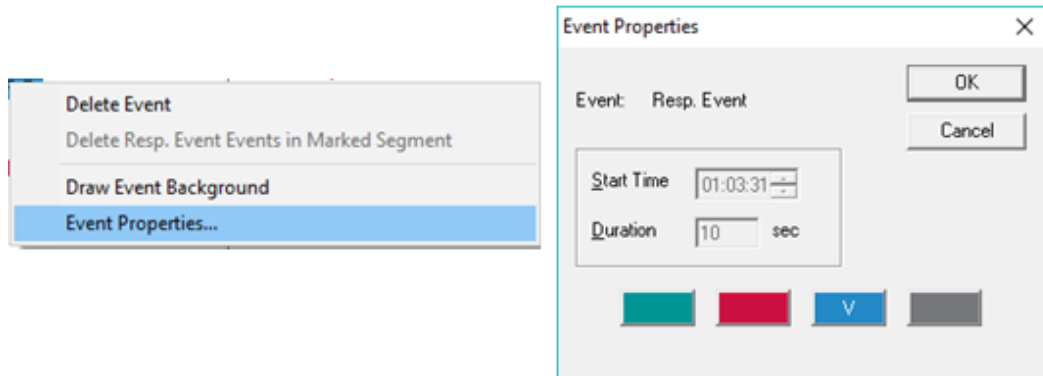 Delete Event
Delete Resp. Event Events in Marked Segment
Draw Event Background
Event Properties...
Event Properties
Event: Resp. Event
OK
Cancel
Start Time 01:03:31
Duration 10 sec
V